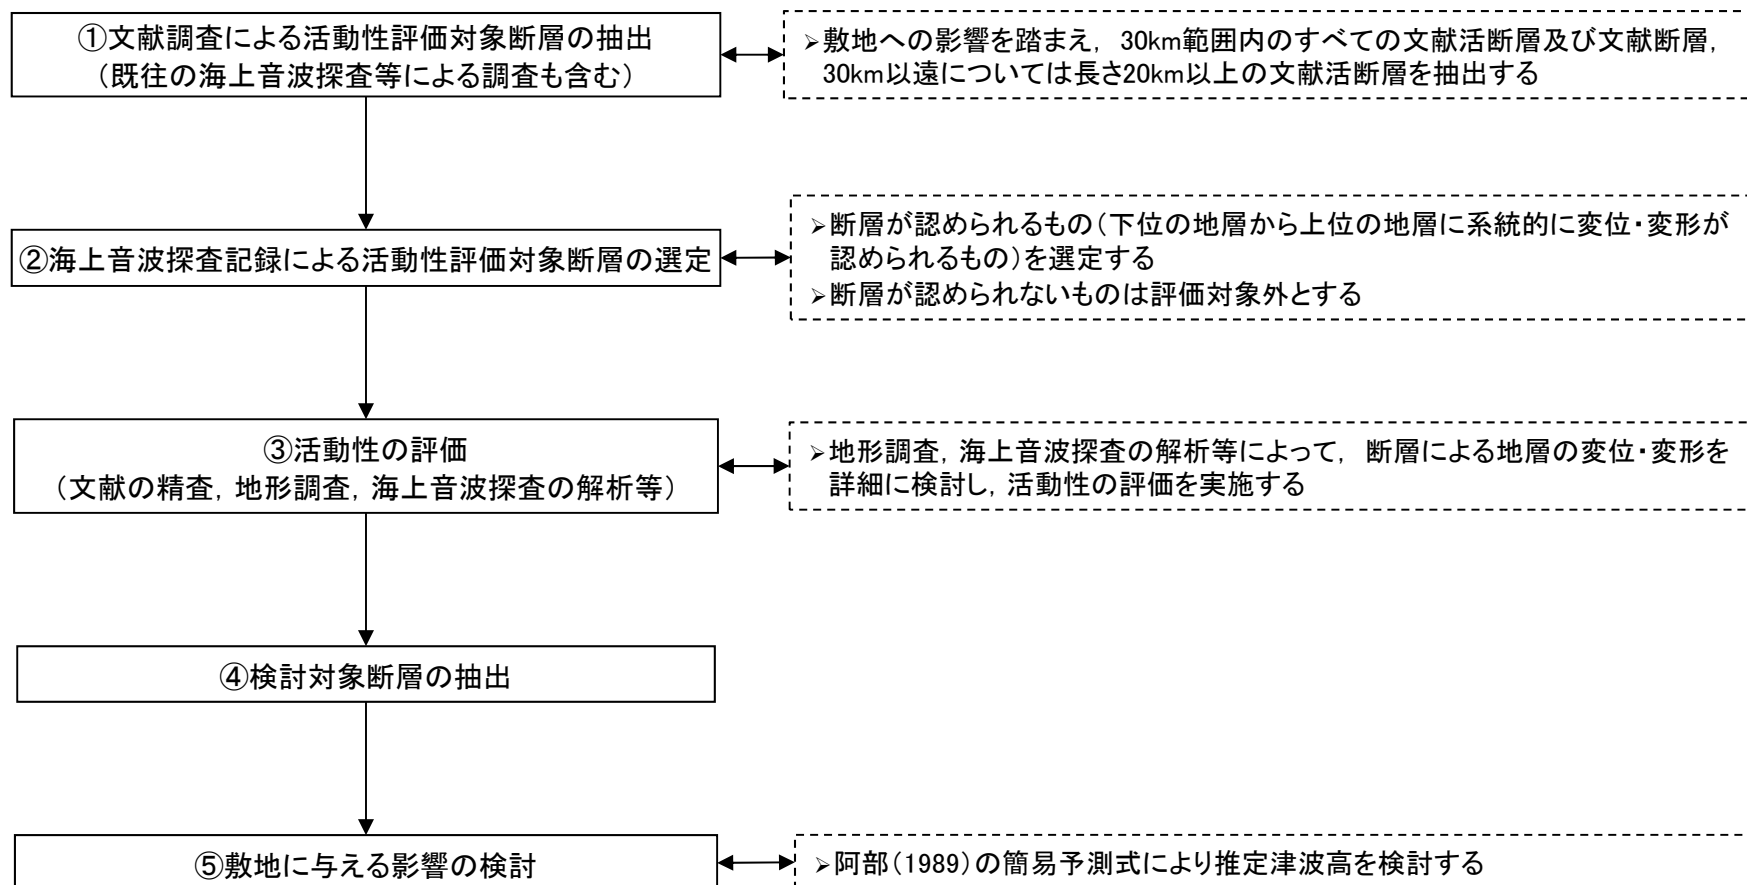 ①文献調査による活動性評価対象断層の抽出
（既往の海上音波探査等による調査も含む）
➢敷地への影響を踏まえ，30km範囲内のすべての文献活断層及び文献断層，
30km以遠については長さ20km以上の文献活断層を抽出する
②海上音波探査記録による活動性評価対象断層の選定
➢断層が認められるもの（下位の地層から上位の地層に系統的に変位・変形が
認められるもの）を選定する
➢断層が認められないものは評価対象外とする
③活動性の評価
（文献の精査，地形調査，海上音波探査の解析等）
➢地形調査，海上音波探査の解析等によって，断層による地層の変位・変形を
詳細に検討し，活動性の評価を実施する
④検討対象断層の抽出
⑤敷地に与える影響の検討
➢阿部（1989）の簡易予測式により推定津波高を検討する